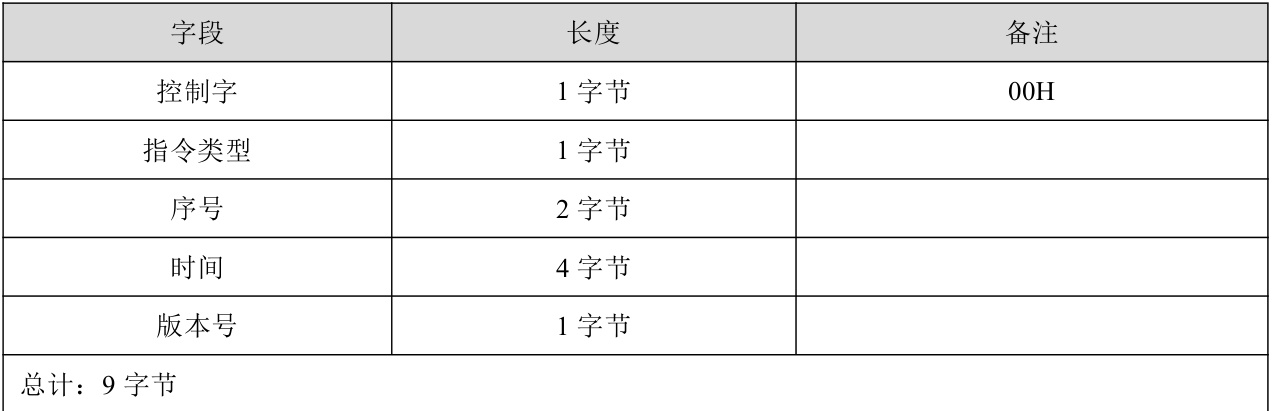 字段 长度 备注
控制字 1 字节 00H
指令类型 1 字节
序号 2 字节
时间 4 字节
版本号 1 字节
总计：9 字节